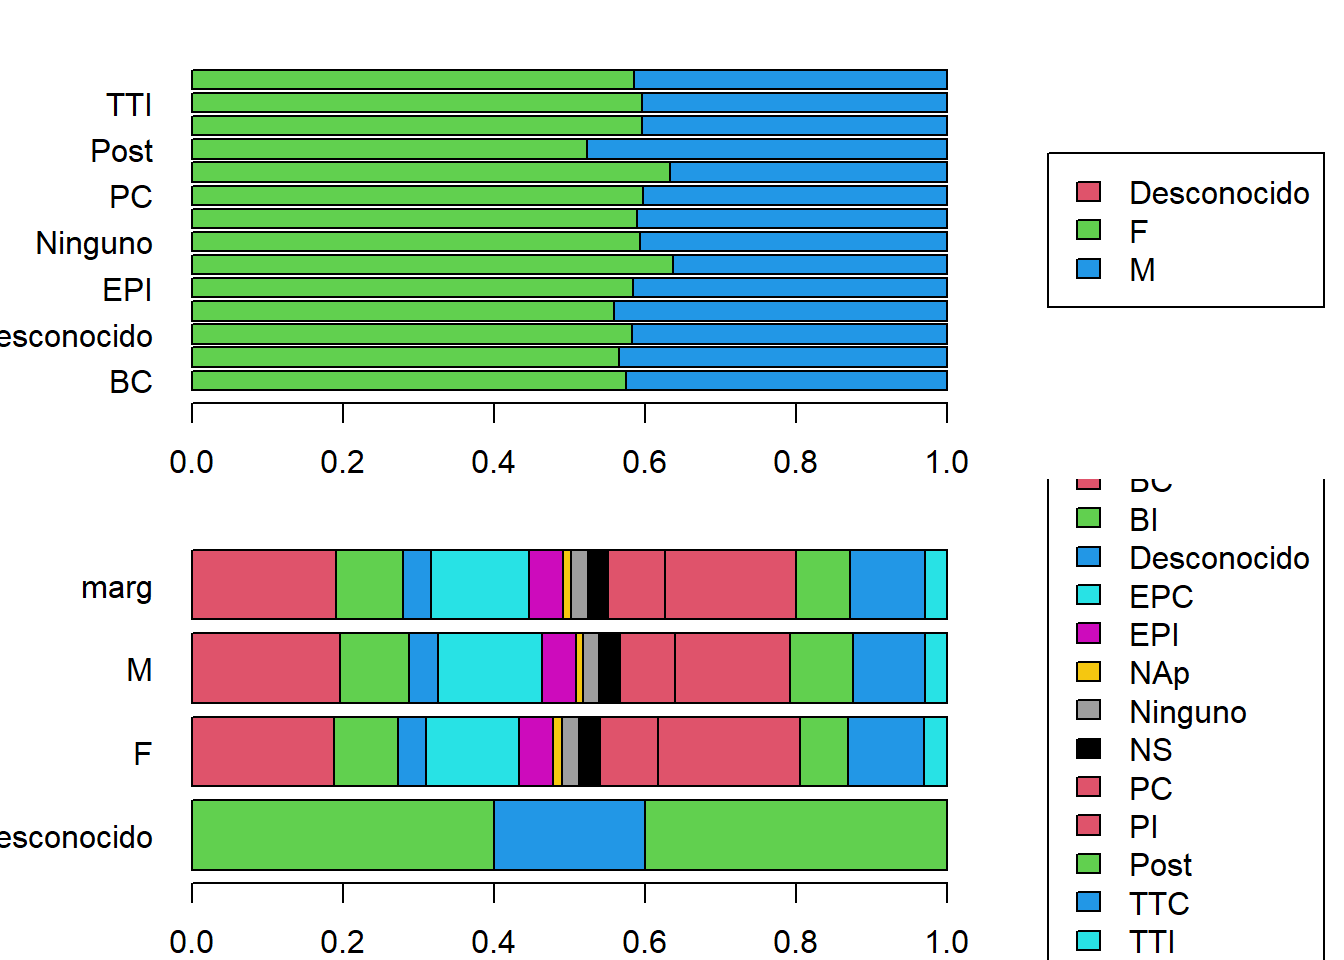 TTI
Post
PC
Ninguno
EPI
esconocido
BC
0.0 0.2 0.4 0.6 0.8 1.0
Desconocido
F
M
marg
M
F
esconocido
0.0 0.2 0.4 0.6 0.8 1.0
BC
BI
Desconocido
EPC
EPI
NAp
Ninguno
NS
PC
PI
Post
TTC
TTI